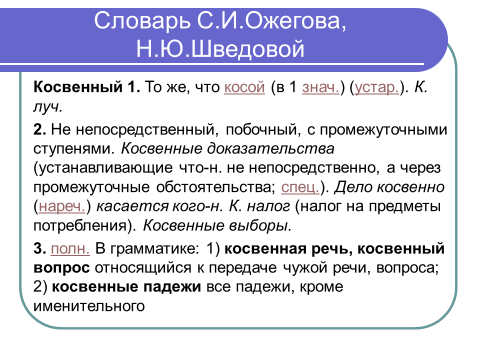 Словарь С.И.Ожегова,
Н.Ю.Шведовой
Косвенный 1. То же, что косой (в 1 знач.) (устар.). К.
луч.
2. Не непосредственный, побочный, с промежуточными
ступенями. Косвенные доказательства
(устанавливающие что-н. не непосредственно, а через
промежуточные обстоятельства; спец.). Дело косвенно
(нареч.) касается кого-н. К. налог (налог на предметы
потребления). Косвенные выборы.
3. полн. В грамматике: 1) косвенная речь, косвенный
вопрос относящийся к передаче чужой речи, вопроса;
2) косвенные падежи все падежи, кроме
именительного